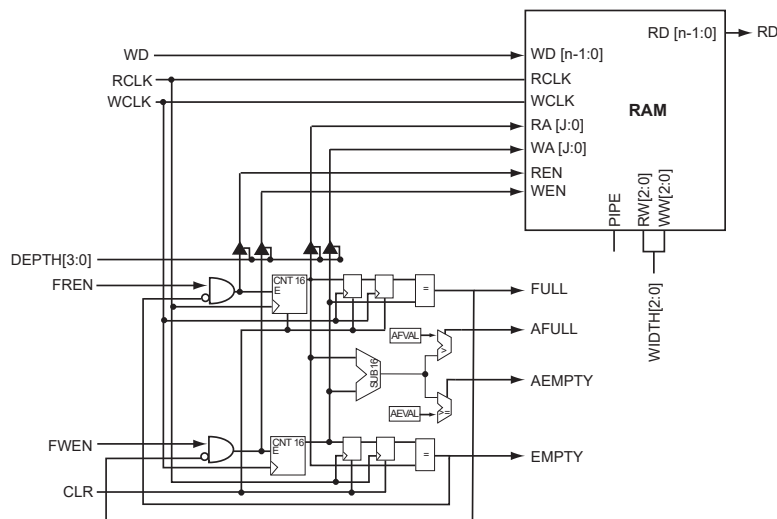 RD [n-1:0]
RD
WD
WD [n-1:0]
RCLK
RCLK
WCLK
WCLK
RAM
RA [J:0]
WA [J:0]
REN
WEN
PIPE
RW[2:0]
WW[2:0]
WIDTH[2:0]
DEPTH[3:0]
FREN
CNT 16
E
=
FULL
AFVAL
>
AFULL
SUB16
AEVAL
>=
AEMPTY
FWEN
CNT 16
E
=
EMPTY
CLR